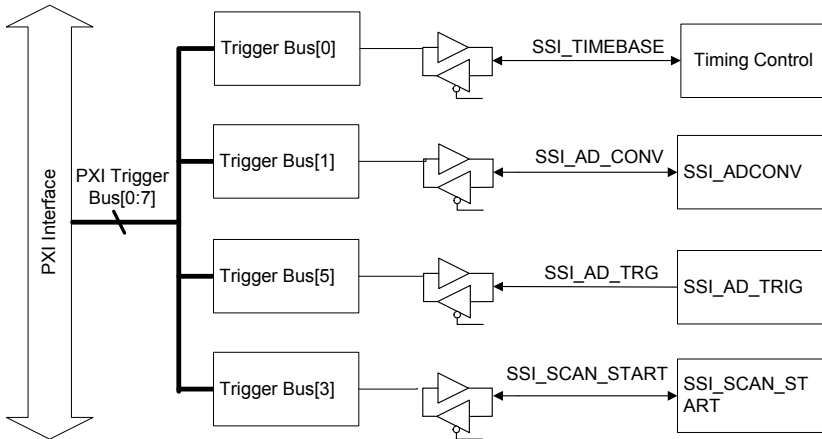 PXI Interface
PXI Trigger
Bus[0:7]
Trigger Bus[0]
SSI_TIMEBASE
Timing Control
Trigger Bus[1]
SSI_AD_CONV
SSI_ADCONV
Trigger Bus[5]
SSI_AD_TRG
SSI_AD_TRIG
Trigger Bus[3]
SSI_SCAN_START
SSI_SCAN_ST
ART